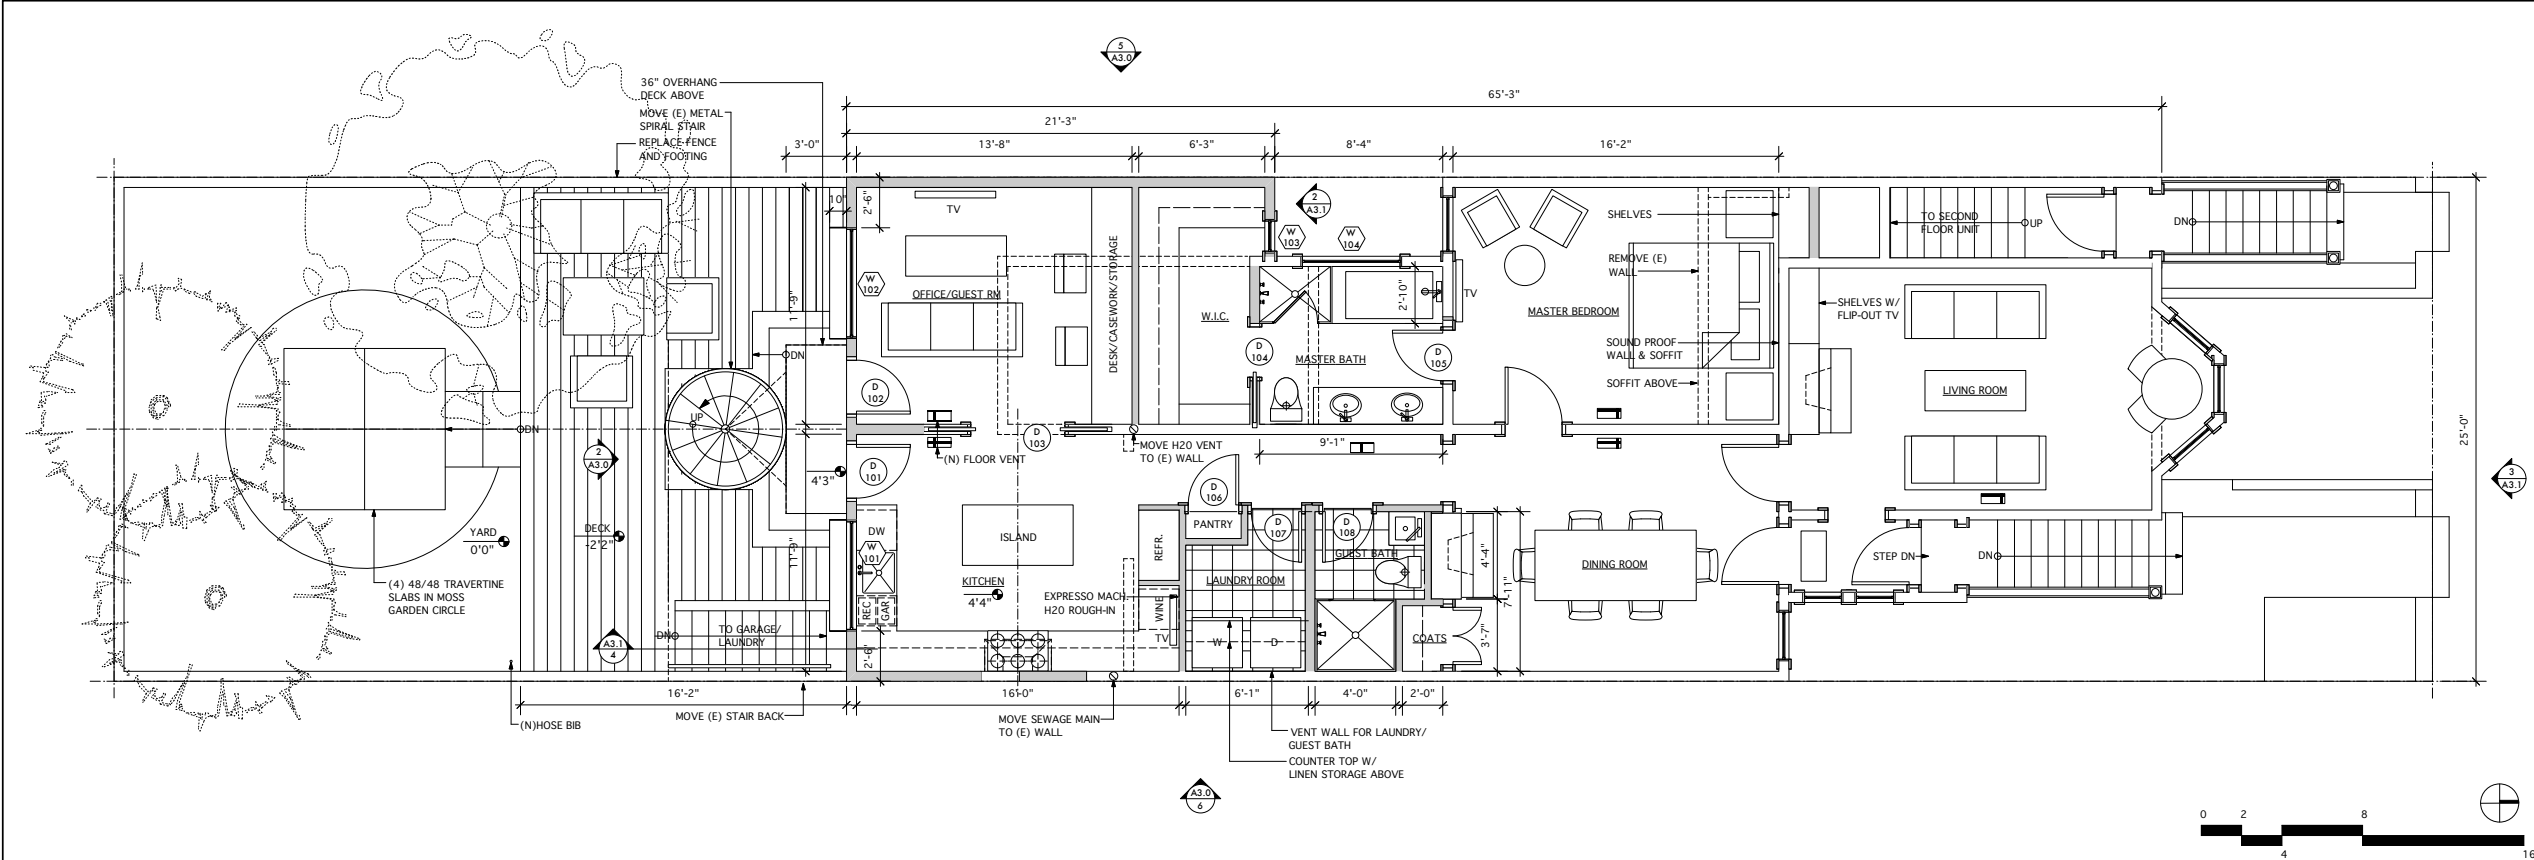 5
A3.0
36" OVERHANG
DECK ABOVE
MOVE (E) METAL
SPIRAL STAIR
REPLACE FENCE
AND FOOTING
65'-3"
21'-3"
3'-0"
13'-8"
6'-3"
8'-4"
16'-2"
10"
2'-6"
TV
2
A3.1
W
103
W
104
SHELVES
TO SECOND
FLOOR UNIT
UP
DN
DESK/CASEWORK/STORAGE
W
102
OFFICE/GUEST RM
11'-9"
W.I.C.
2'-10"
TV
REMOVE (E)
WALL
MASTER BEDROOM
SHELVES W/
FLIP-OUT TV
DN
D
104
MASTER BATH
D
105
SOUND PROOF
WALL & SOFFIT
SOFFIT ABOVE
LIVING ROOM
D
102
UP
DN
D
103
MOVE H20 VENT
TO (E) WALL
9'-1"
25'-0"
2
A3.0
(N) FLOOR VENT
4'3"
D
101
D
106
3
A3.1
PANTRY
D
107
D
108
DW
W
101
ISLAND
REFR.
GUEST BATH
YARD
0'0"
DECK
-2'2"
11'-9"
4'-4"
7'-11"
STEP DN
DN
DINING ROOM
(4) 48/48 TRAVERTINE
SLABS IN MOSS
GARDEN CIRCLE
KITCHEN
4'4"
LAUNDRY ROOM
EXPRESSO MACH.
H20 ROUGH-IN
REC
GAR
WINE
TV
DN
TO GARAGE/
LAUNDRY
A3.1
4
W
D
COATS
3'-7"
2'-6"
16'-2"
16'-0"
6'-1"
4'-0"
2'-0"
(N)HOSE BIB
MOVE (E) STAIR BACK
MOVE SEWAGE MAIN
TO (E) WALL
VENT WALL FOR LAUNDRY/
GUEST BATH
COUNTER TOP W/
LINEN STORAGE ABOVE
A3.0
6
0
2
8
4
16